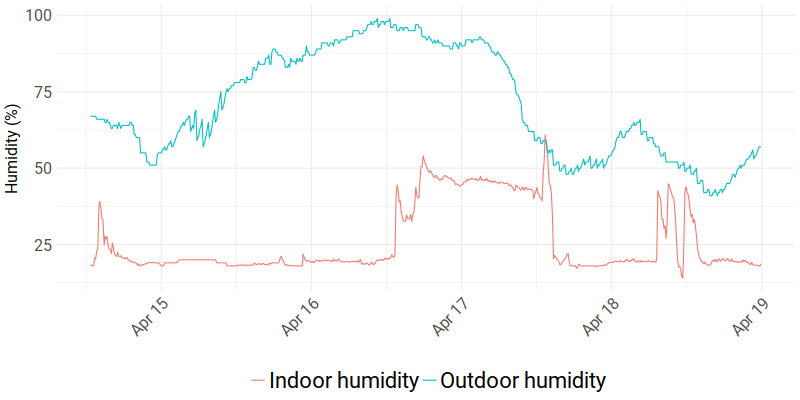 100
75
50
25
Humidity (%)
Apr 15
Apr 16
Apr 17
Apr 18
Apr 19
Indoor humidity
Outdoor humidity